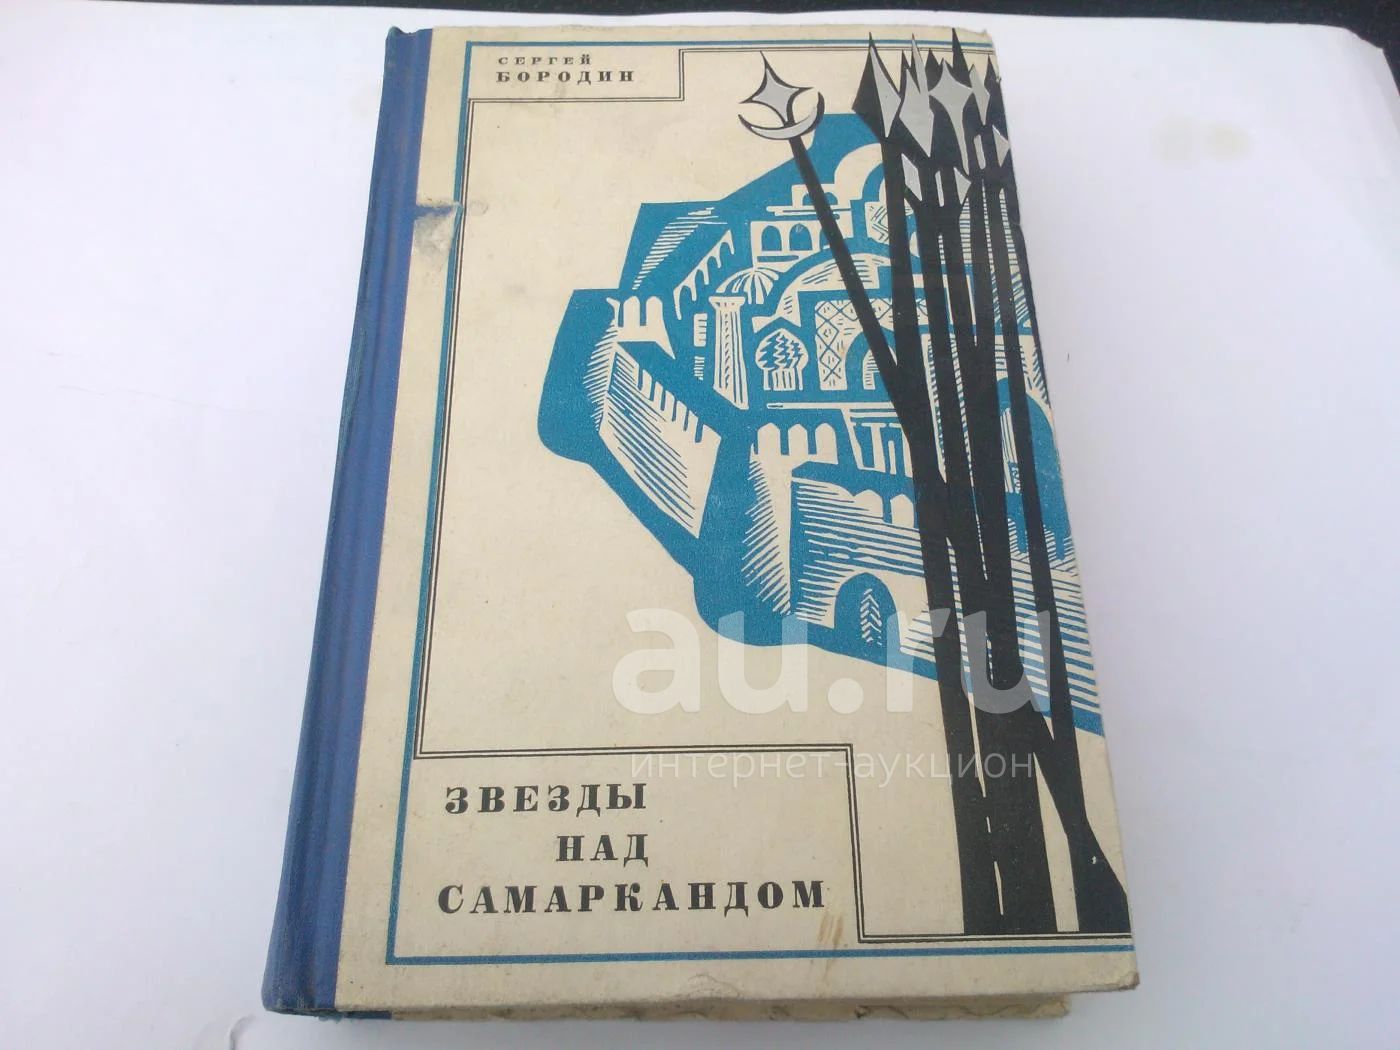 СЕРГЕЙ
БОРОДИН
au.ru
интернет-аукцион
ЗВЕЗДЫ
НАД
САМАРКАНДОМ